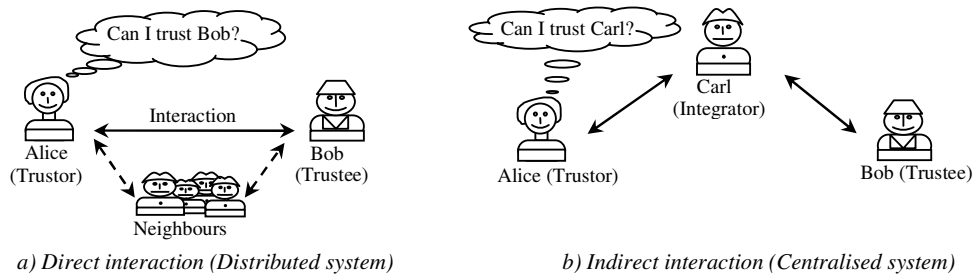 Can I trust Bob?
Interaction
Alice
(Trustor)
Bob
(Trustee)
Neighbours
a) Direct interaction (Distributed system)
Can I trust Carl?
Carl
(Integrator)
Alice (Trustor)
Bob (Trustee)
b) Indirect interaction (Centralised system)